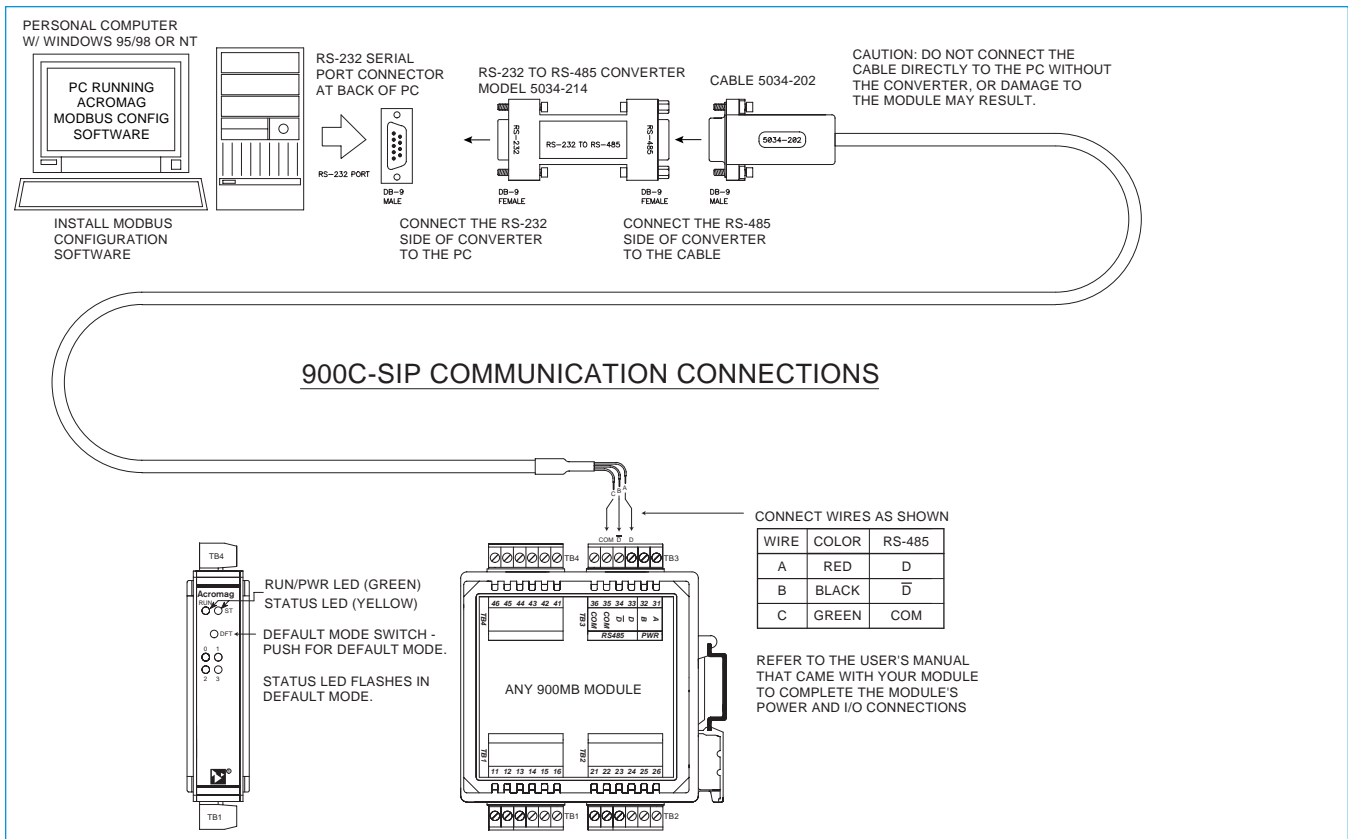 PERSONAL COMPUTER
W/ WINDOWS 95/98 OR NT
PC RUNNING
ACROMAG
MODBUS CONFIG
SOFTWARE
INSTALL MODBUS
CONFIGURATION
SOFTWARE
RS-232 SERIAL
PORT CONNECTOR
AT BACK OF PC
RS-232 PORT
DB-9
MALE
RS-232 TO RS-485 CONVERTER
MODEL 5034-214
RS-232
RS-232 TO RS-485
RS-485
DB-9
FEMALE
DB-9
FEMALE
CONNECT THE RS-232
SIDE OF CONVERTER
TO THE PC
CONNECT THE RS-485
SIDE OF CONVERTER
TO THE CABLE
CABLE 5034-202
5034-202
DB-9
MALE
CAUTION: DO NOT CONNECT THE
CABLE DIRECTLY TO THE PC WITHOUT
THE CONVERTER, OR DAMAGE TO
THE MODULE MAY RESULT.
900C-SIP COMMUNICATION CONNECTIONS
TB4
Acromag
RUN ST
DFT
0 1
2 3
TB1
RUN/PWR LED (GREEN)
STATUS LED (YELLOW)
DEFAULT MODE SWITCH -
PUSH FOR DEFAULT MODE.
STATUS LED FLASHES IN
DEFAULT MODE.
C B A
COM D̅ D
TB4
TB3
46 45 44 43 42 41
36 35 34 33 32 31
TB4
TB3
COM COM D̅ D B A
RS485 PWR
ANY 900MB MODULE
TB1
TB2
11 12 13 14 15 16
21 22 23 24 25 26
TB1
TB2
CONNECT WIRES AS SHOWN
WIRE COLOR RS-485
A RED D
B BLACK D̅
C GREEN COM
REFER TO THE USER'S MANUAL
THAT CAME WITH YOUR MODULE
TO COMPLETE THE MODULE'S
POWER AND I/O CONNECTIONS